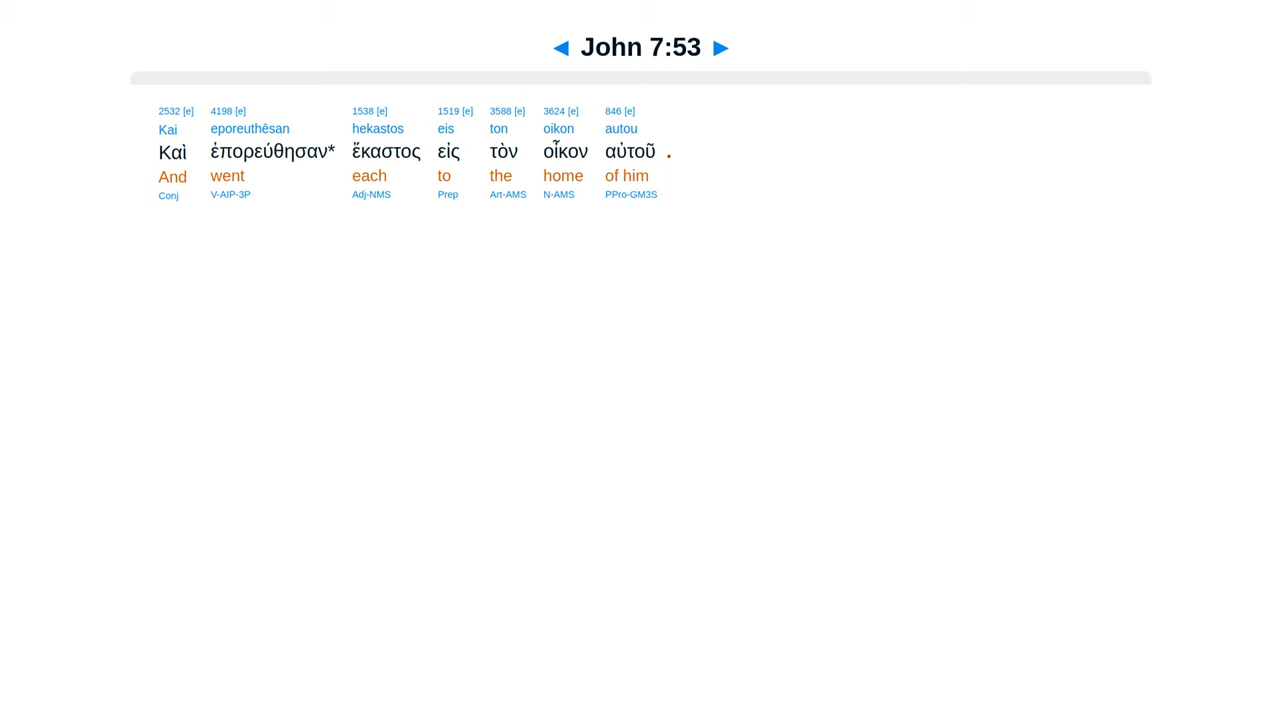 ◄ John 7:53 ►
2532 [e] 4198 [e] 1538 [e] 1519 [e] 3588 [e] 3624 [e] 846 [e]
Kai eporeuthēsan hekastos eis ton oikon autou
Καὶ ἐπορεύθησαν* ἕκαστος εἰς τὸν οἶκον αὐτοῦ .
And went each to the home of him
Conj V-AIP-3P Adj-NMS Prep Art-AMS N-AMS PPro-GM3S